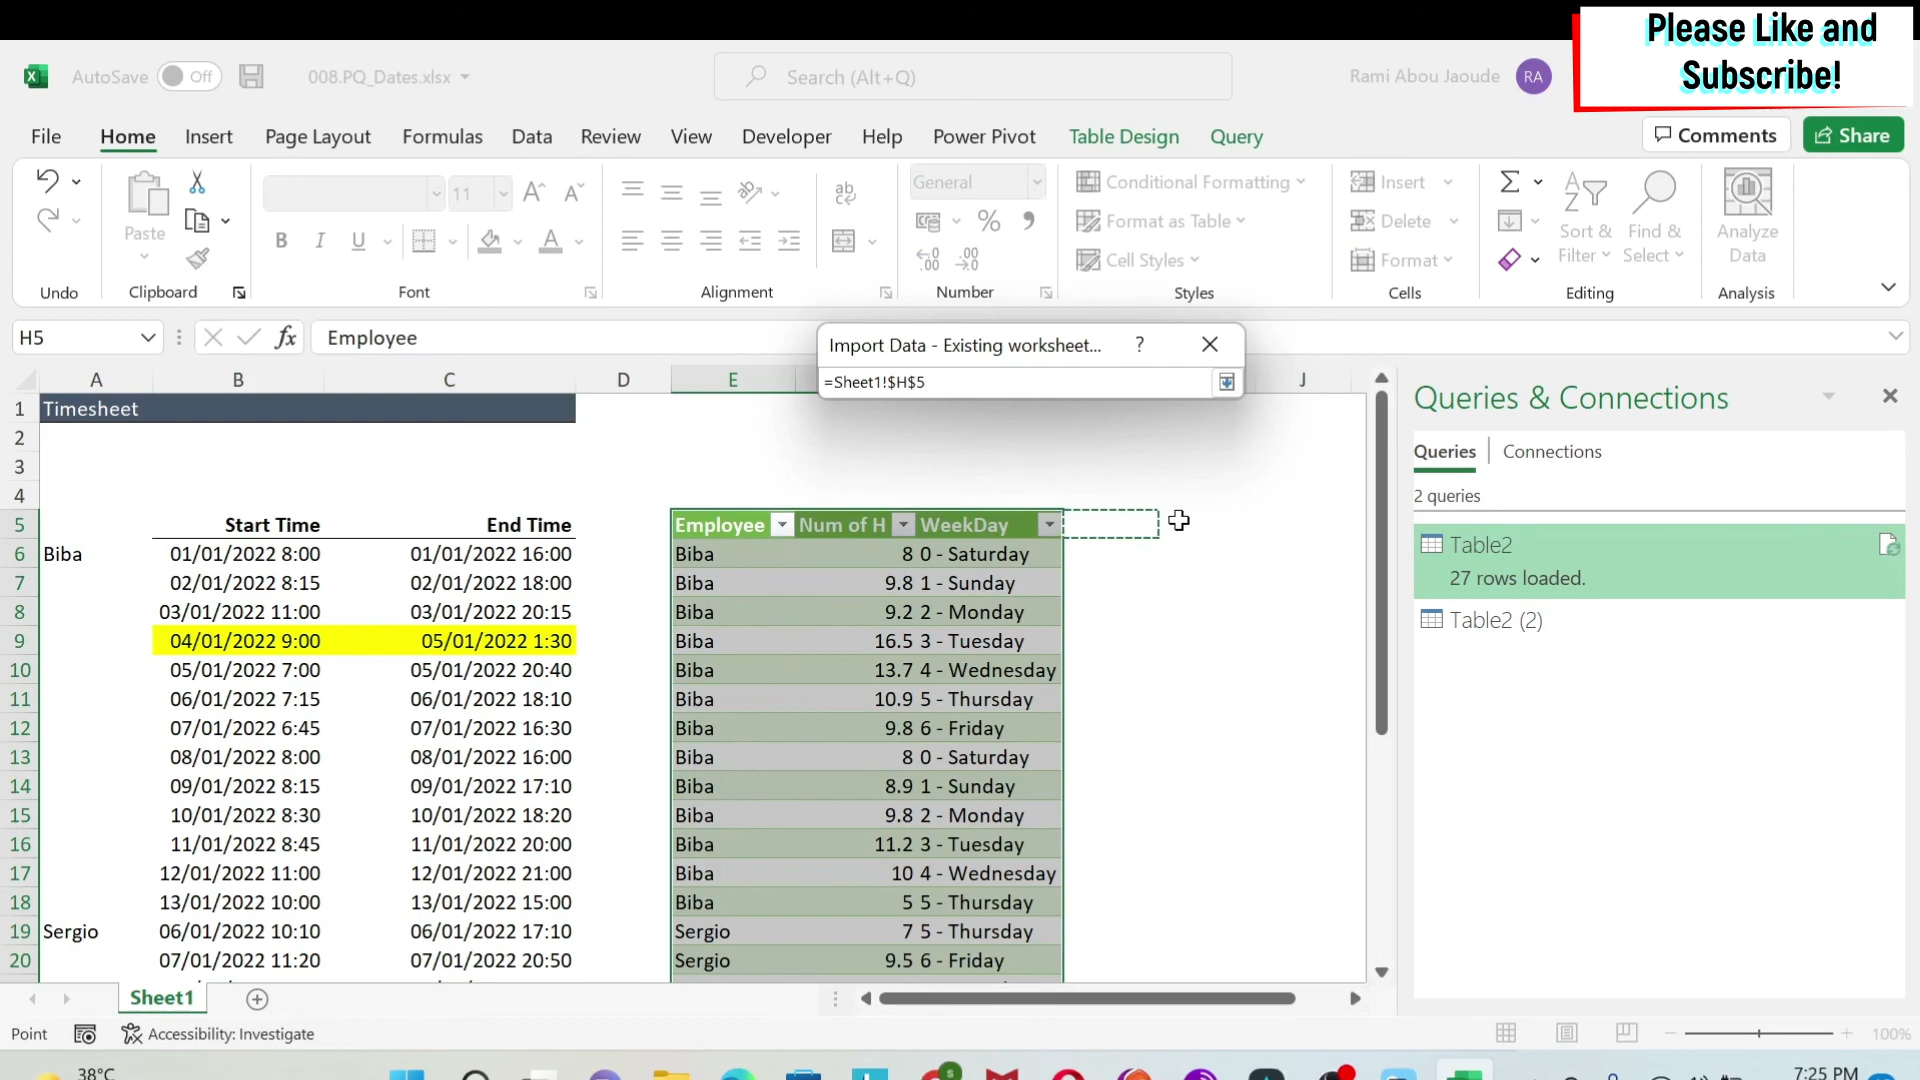 Please Like and
Subscribe!
AutoSave Off 008.PQ_Dates.xlsx Search (Alt+Q) Rami Abou Jaoude RA
File Home Insert Page Layout Formulas Data Review View Developer Help Power Pivot Table Design Query Comments Share
11 General Conditional Formatting Insert
Paste Format as Table Delete Sort & Find & Analyze
B I U Cell Styles Format Filter Select Data
Undo Clipboard Font Alignment Number Styles Cells Editing Analysis
H5 fx Employee
Import Data - Existing worksheet... ?
=Sheet1!$H$5
A B C D E J
1 Timesheet
2
3
4
5 Start Time End Time Employee Num of H WeekDay
6 Biba 01/01/2022 8:00 01/01/2022 16:00 Biba 8 0 - Saturday
7 02/01/2022 8:15 02/01/2022 18:00 Biba 9.8 1 - Sunday
8 03/01/2022 11:00 03/01/2022 20:15 Biba 9.2 2 - Monday
9 04/01/2022 9:00 05/01/2022 1:30 Biba 16.5 3 - Tuesday
10 05/01/2022 7:00 05/01/2022 20:40 Biba 13.7 4 - Wednesday
11 06/01/2022 7:15 06/01/2022 18:10 Biba 10.9 5 - Thursday
12 07/01/2022 6:45 07/01/2022 16:30 Biba 9.8 6 - Friday
13 08/01/2022 8:00 08/01/2022 16:00 Biba 8 0 - Saturday
14 09/01/2022 8:15 09/01/2022 17:10 Biba 8.9 1 - Sunday
15 10/01/2022 8:30 10/01/2022 18:20 Biba 9.8 2 - Monday
16 11/01/2022 8:45 11/01/2022 20:00 Biba 11.2 3 - Tuesday
17 12/01/2022 11:00 12/01/2022 21:00 Biba 10 4 - Wednesday
18 13/01/2022 10:00 13/01/2022 15:00 Biba 5 5 - Thursday
19 Sergio 06/01/2022 10:10 06/01/2022 17:10 Sergio 7 5 - Thursday
20 07/01/2022 11:20 07/01/2022 20:50 Sergio 9.5 6 - Friday
Queries & Connections
Queries Connections
2 queries
Table2
27 rows loaded.
Table2 (2)
Sheet1
Point Accessibility: Investigate 100%
38°C 7:25 PM